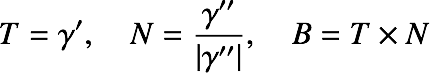 T = γ′, N = γ″/|γ″|, B = T × N